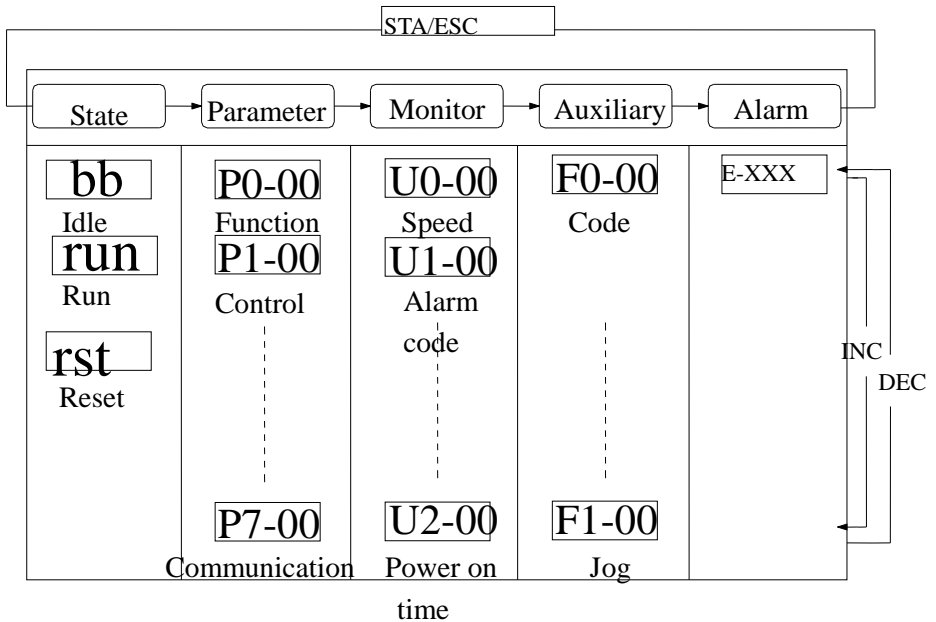 STA/ESC
State
Parameter
Monitor
Auxiliary
Alarm
bb
Idle
run
Run
rst
Reset
P0-00
Function
P1-00
Control
P7-00
Communication
U0-00
Speed
U1-00
Alarm
code
U2-00
Power on
time
F0-00
Code
F1-00
Jog
E-XXX
INC
DEC